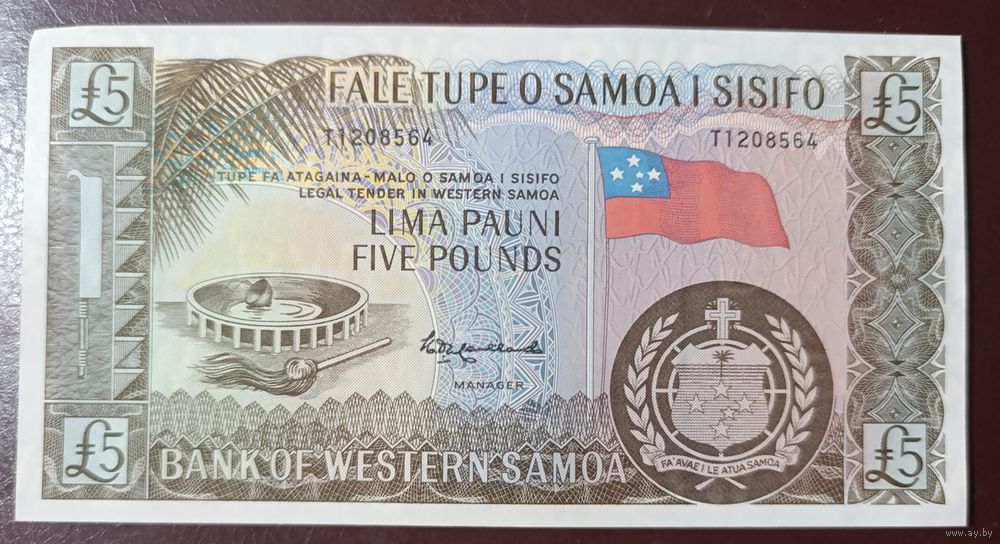 £5
FALE TUPE O SAMOA I SISIFO
£5
T1208564
T1208564
TUPE FA'ATAGAINA-MALO O SAMOA I SISIFO
LEGAL TENDER IN WESTERN SAMOA
LIMA PAUNI
FIVE POUNDS
MANAGER
£5
BANK OF WESTERN SAMOA
FA'AVAE I LE ATUA SAMOA
£5
www.ay.by